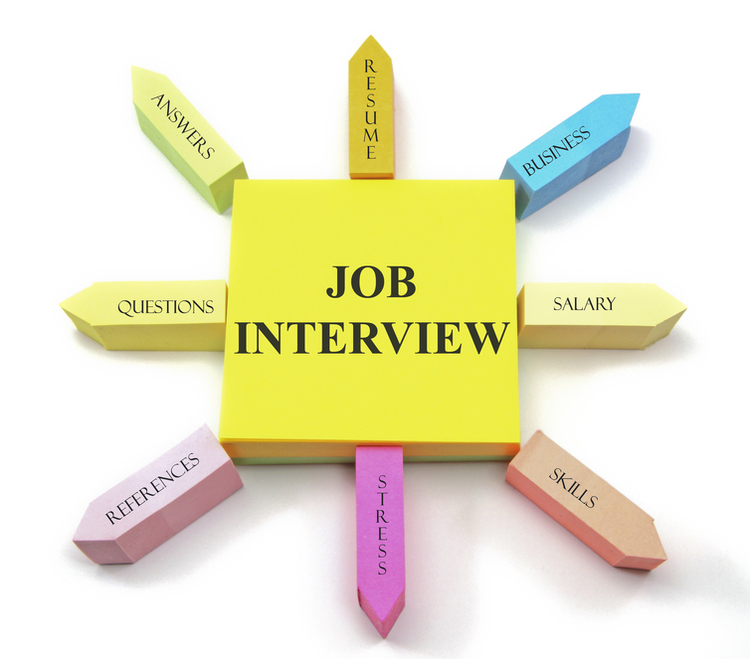 RESUME
ANSWERS
BUSINESS
JOB
INTERVIEW
QUESTIONS
SALARY
REFERENCES
STRESS
SKILLS